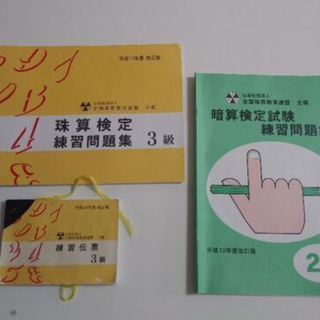 平成13年度 改正版
公益社団法人
全国珠算教育連盟 主催
珠算検定
練習問題集 3級
公益社団法人
全国珠算教育連盟 主催
暗算検定試験
練習問題集
平成13年度改訂版
2
練習伝票
3級